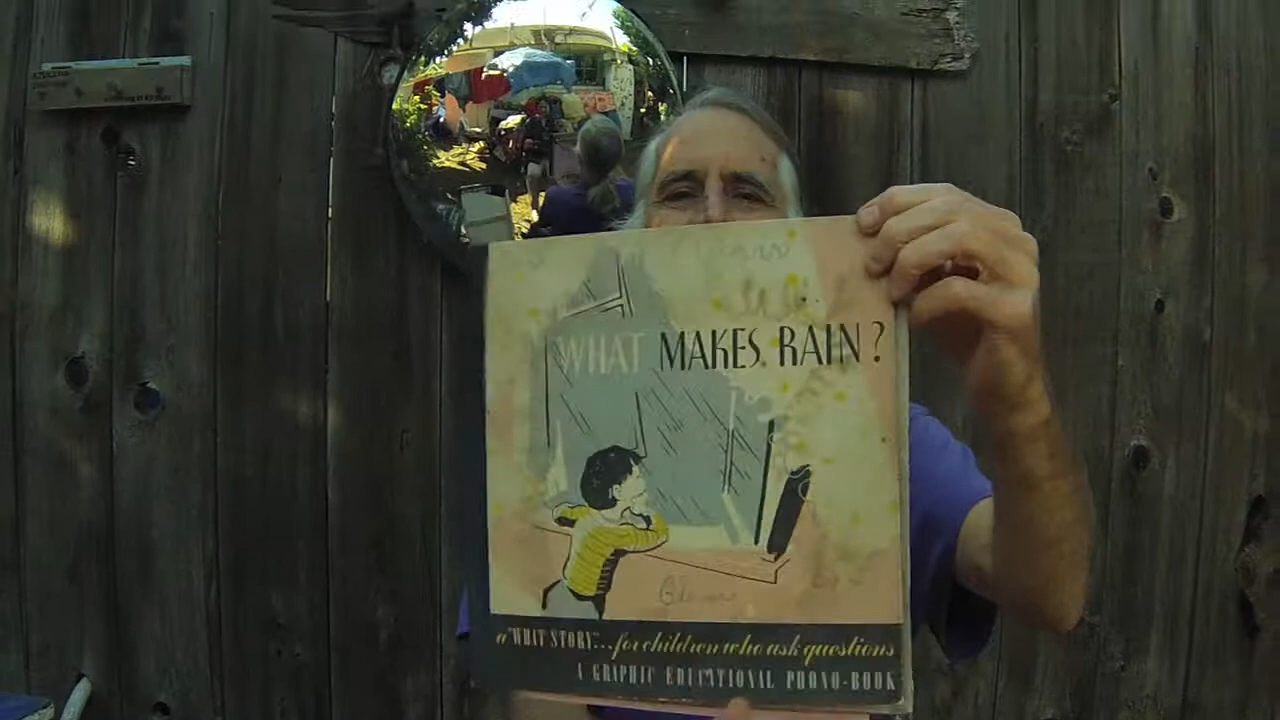 WHAT MAKES RAIN?
a "WHAT STORY"... for children who ask questions
A GRAPHIC EDUCATIONAL PHONO-BOOK